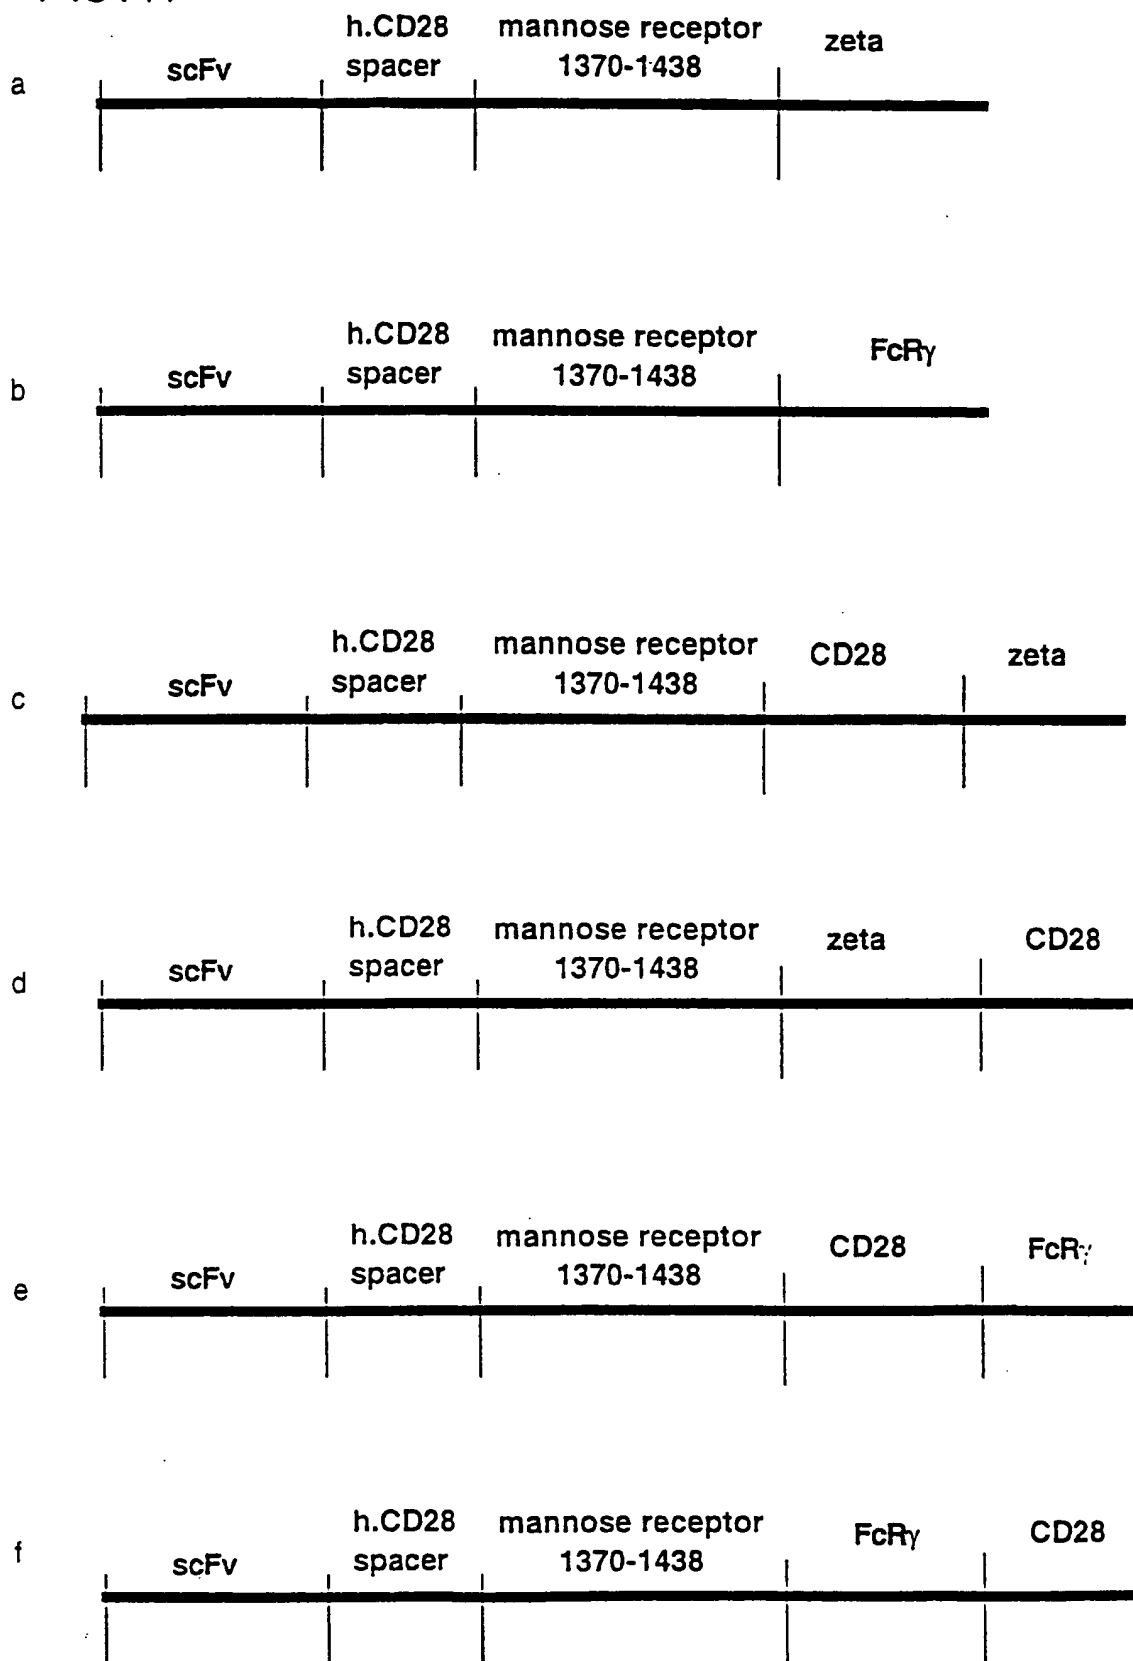 a
scFv
h.CD28
spacer
mannose receptor
1370-1438
zeta
b
scFv
h.CD28
spacer
mannose receptor
1370-1438
FcRγ
c
scFv
h.CD28
spacer
mannose receptor
1370-1438
CD28
zeta
d
scFv
h.CD28
spacer
mannose receptor
1370-1438
zeta
CD28
e
scFv
h.CD28
spacer
mannose receptor
1370-1438
CD28
FcRγ
f
scFv
h.CD28
spacer
mannose receptor
1370-1438
FcRγ
CD28